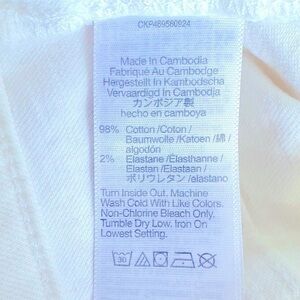 CKP469560924
Made In Cambodia
Fabriqué Au Cambodge
Hergestellt In Kambodscha
Vervaardigd In Cambodja
カンボジア製
hecho en camboya
98% Cotton /Coton /
Baumwolle /Katoen / 綿 /
algodón
2% Elastane /Elasthanne /
Elastan /Elastaan /
ポリウレタン /elastano
Turn Inside Out. Machine
Wash Cold With Like Colors.
Non-Chlorine Bleach Only.
Tumble Dry Low. Iron On
Lowest Setting.
30